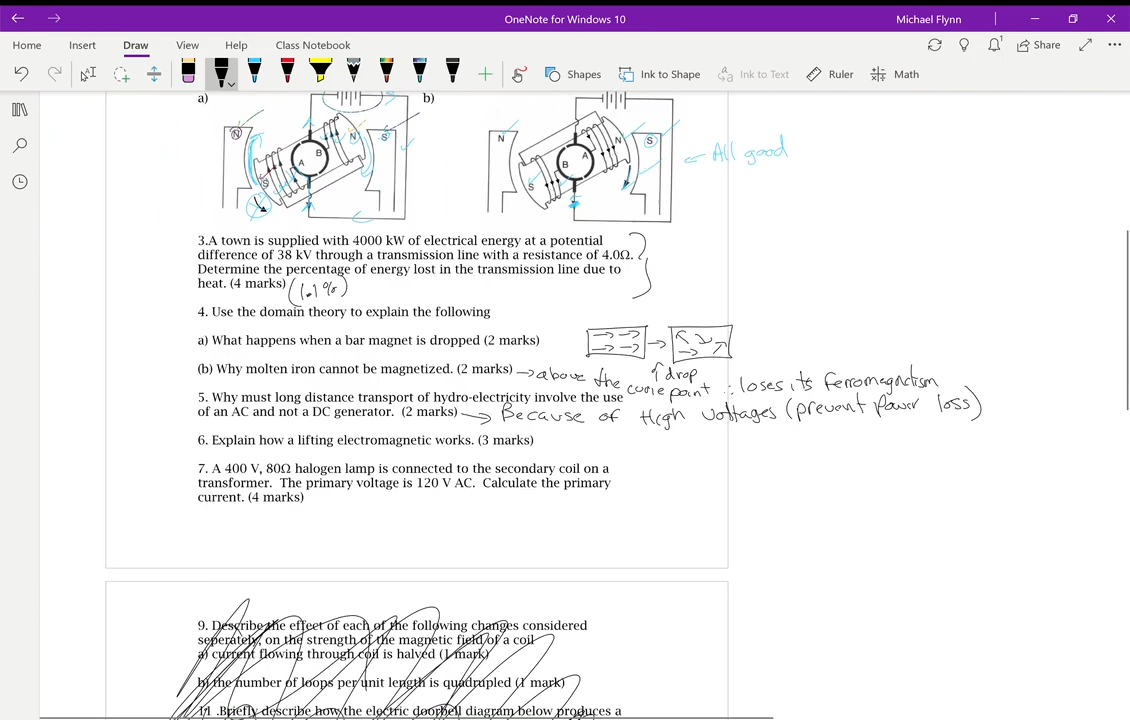 OneNote for Windows 10
Michael Flynn
Home Insert Draw View Help Class Notebook
1
Share
Shapes
Ink to Shape
Ink to Text
Ruler
Math
a)
b)
N
B
A
N
S
S
N
S
N
A
B
S
S
All good
3.A town is supplied with 4000 kW of electrical energy at a potential
difference of 38 kV through a transmission line with a resistance of 4.0Ω.
Determine the percentage of energy lost in the transmission line due to
heat. (4 marks) (1.1%)
4. Use the domain theory to explain the following
a) What happens when a bar magnet is dropped (2 marks)
drop
(b) Why molten iron cannot be magnetized. (2 marks) → above the curie point ∴ loses its ferromagnetism
5. Why must long distance transport of hydro-electricity involve the use
of an AC and not a DC generator. (2 marks) → Because of High Voltages (prevent power loss)
6. Explain how a lifting electromagnetic works. (3 marks)
7. A 400 V, 80Ω halogen lamp is connected to the secondary coil on a
transformer. The primary voltage is 120 V AC. Calculate the primary
current. (4 marks)
9. Describe the effect of each of the following changes considered
seperately, on the strength of the magnetic field of a coil
a) current flowing through coil is halved (1 mark)
b) the number of loops per unit length is quadrupled (1 mark)
11 .Briefly describe how the electric doorbell diagram below produces a